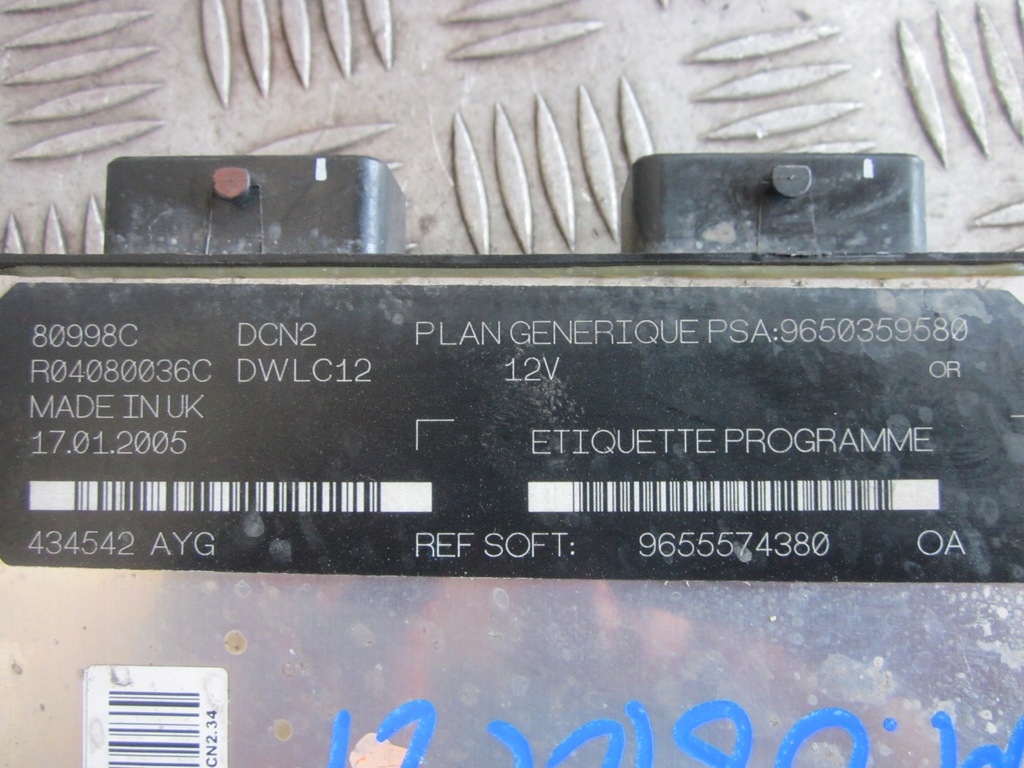 80998C DCN2 PLAN GENERIQUE PSA:9650359580
R04080036C DWLC12 12V OR
MADE IN UK
17.01.2005 ETIQUETTE PROGRAMME
434542 AYG REF SOFT: 9655574380 OA
CN2.34